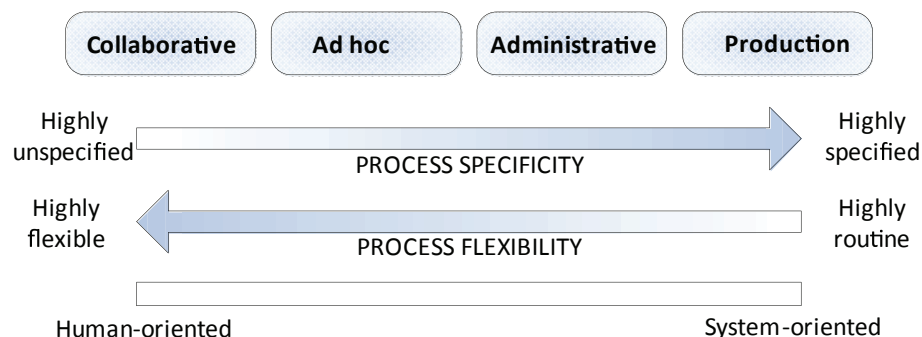 Collaborative Ad hoc Administrative Production
Highly
unspecified
PROCESS SPECIFICITY
Highly
specified
Highly
flexible
PROCESS FLEXIBILITY
Highly
routine
Human-oriented
System-oriented